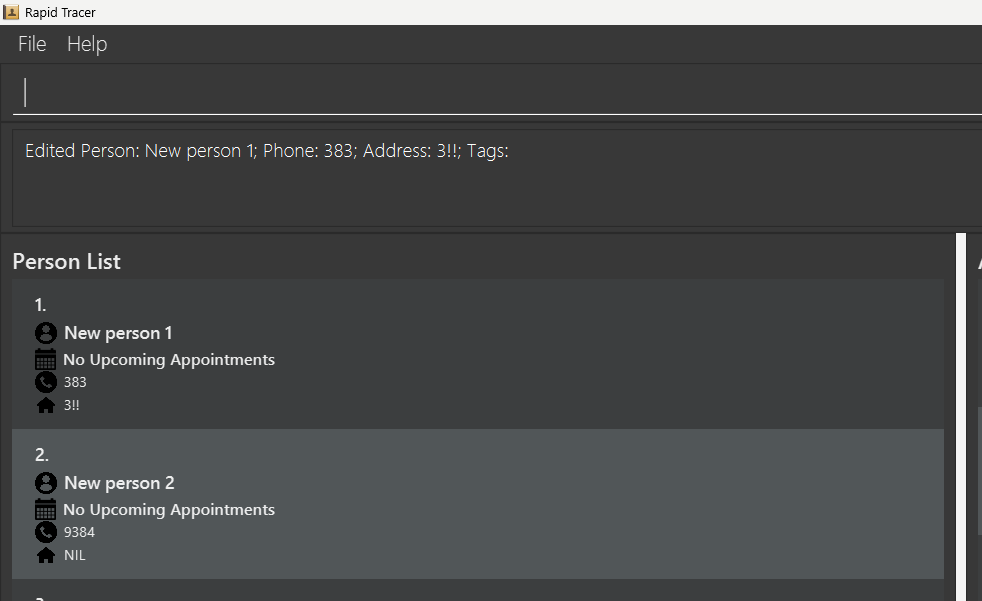 Rapid Tracer
File Help
Edited Person: New person 1; Phone: 383; Address: 3!!; Tags:
Person List
1.
New person 1
No Upcoming Appointments
383
3!!
2.
New person 2
No Upcoming Appointments
9384
NIL